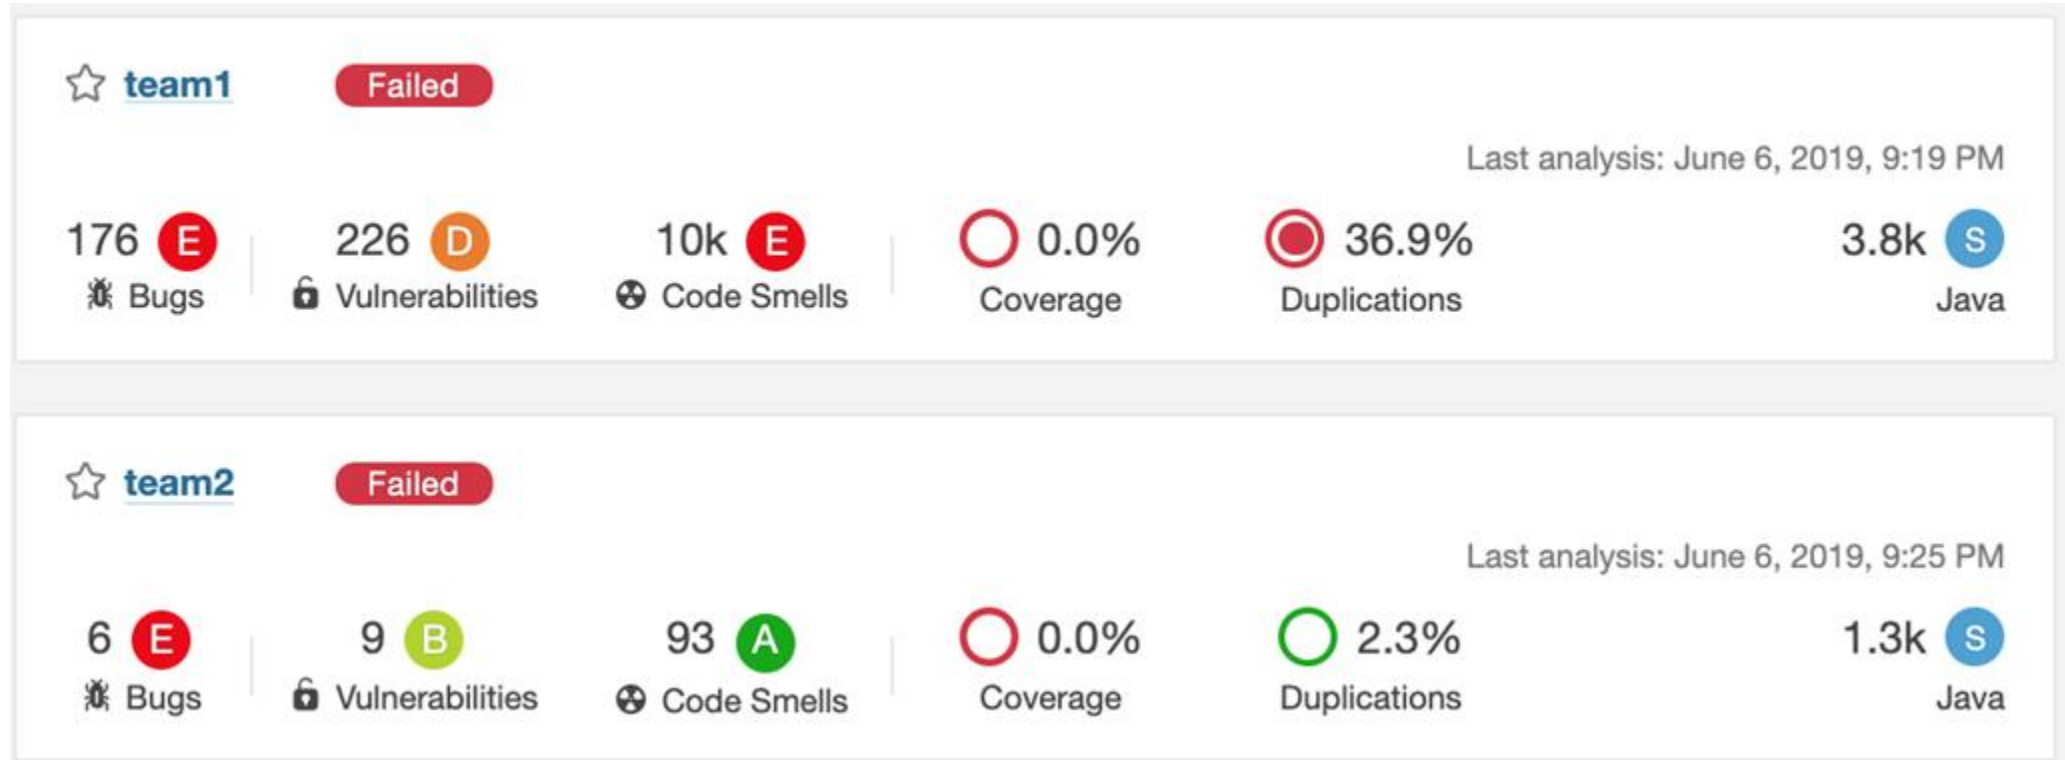 team1 Failed
Last analysis: June 6, 2019, 9:19 PM
176 E 226 D 10k E 0.0% 36.9% 3.8k S
Bugs Vulnerabilities Code Smells Coverage Duplications Java
team2 Failed
Last analysis: June 6, 2019, 9:25 PM
6 E 9 B 93 A 0.0% 2.3% 1.3k S
Bugs Vulnerabilities Code Smells Coverage Duplications Java